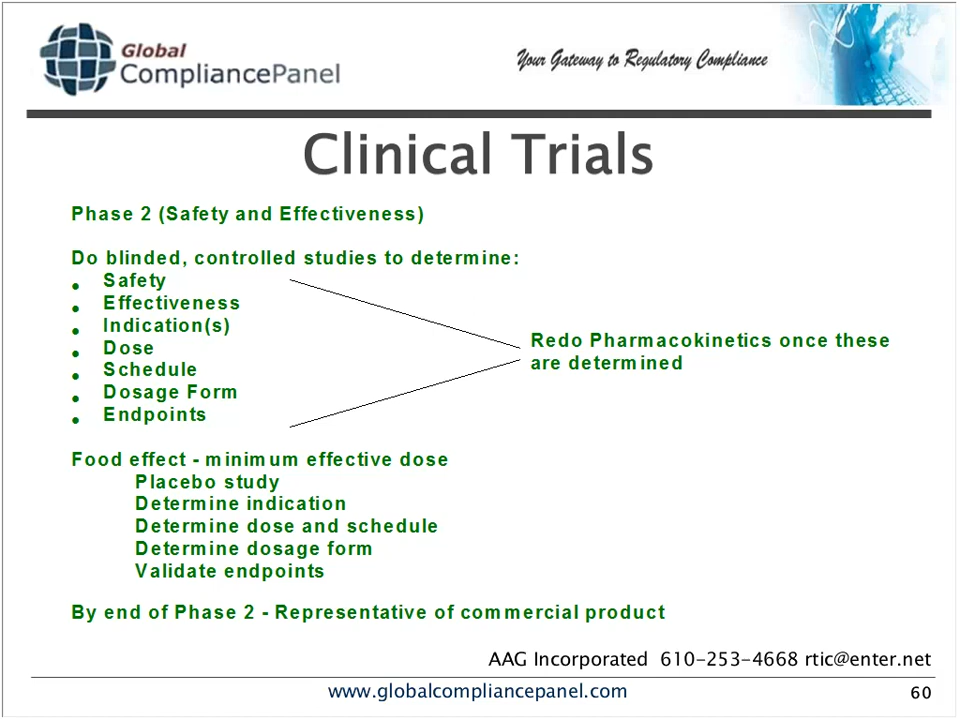 Global
CompliancePanel
Your Gateway to Regulatory Compliance
Clinical Trials
Phase 2 (Safety and Effectiveness)
Do blinded, controlled studies to determine:
• Safety
• Effectiveness
• Indication(s)
• Dose
• Schedule
• Dosage Form
• Endpoints
Redo Pharmacokinetics once these
are determined
Food effect - minimum effective dose
Placebo study
Determine indication
Determine dose and schedule
Determine dosage form
Validate endpoints
By end of Phase 2 - Representative of commercial product
AAG Incorporated 610-253-4668 rtic@enter.net
www.globalcompliancepanel.com
60